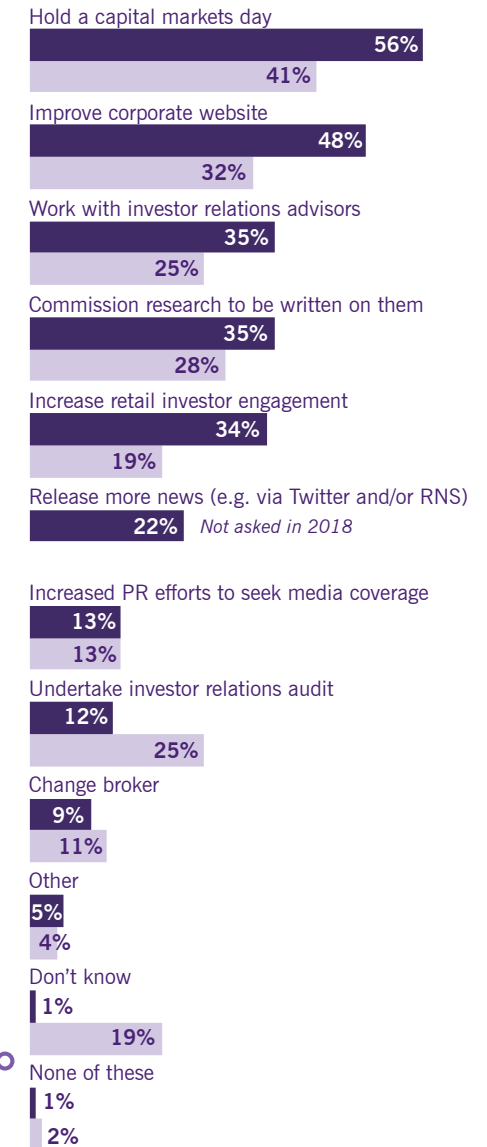 Hold a capital markets day
56%
41%
Improve corporate website
48%
32%
Work with investor relations advisors
35%
25%
Commission research to be written on them
35%
28%
Increase retail investor engagement
34%
19%
Release more news (e.g. via Twitter and/or RNS)
22% Not asked in 2018
Increased PR efforts to seek media coverage
13%
13%
Undertake investor relations audit
12%
25%
Change broker
9%
11%
Other
5%
4%
Don't know
1%
19%
None of these
1%
2%